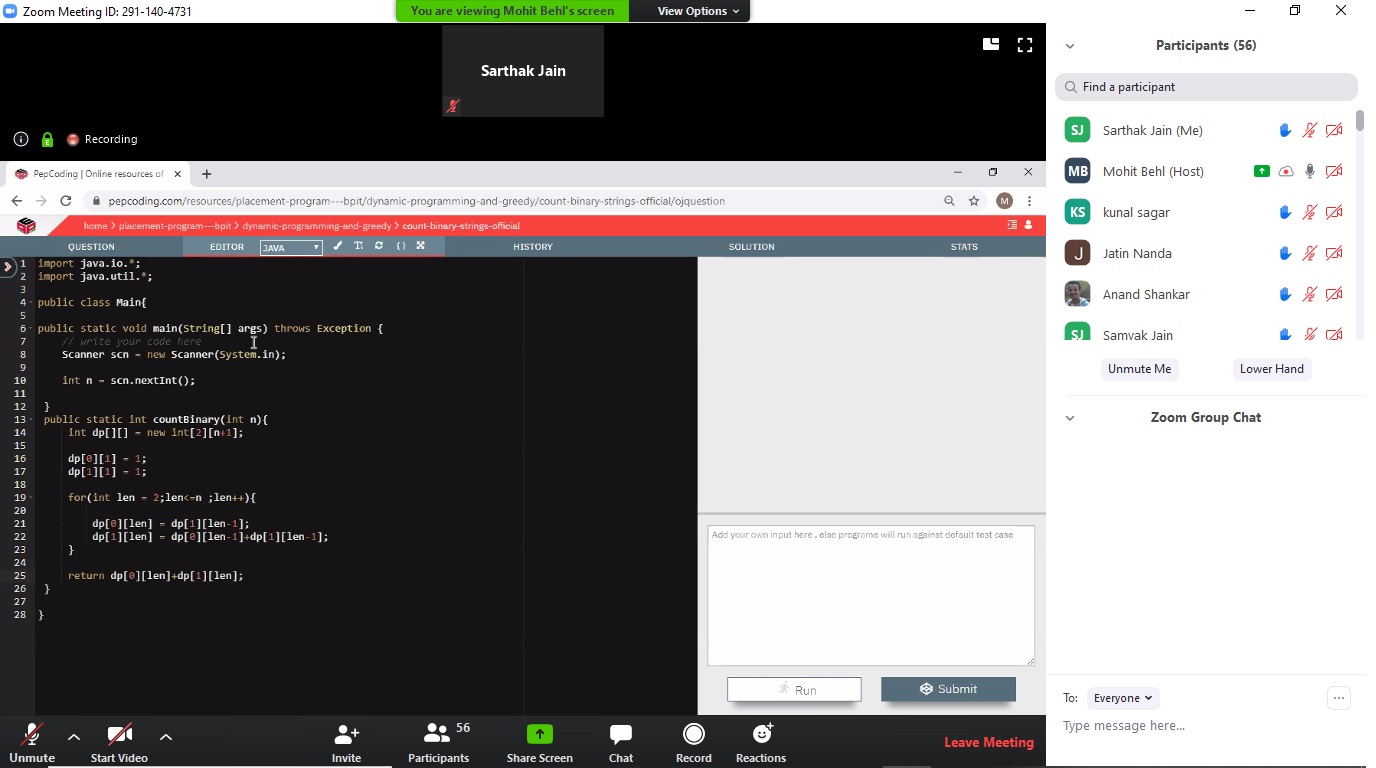 Zoom Meeting ID: 291-140-4731
You are viewing Mohit Behl's screen
View Options
Sarthak Jain
Recording
PepCoding | Online resources of
pepcoding.com/resources/placement-program---bpit/dynamic-programming-and-greedy/count-binary-strings-official/ojquestion
M
home > placement-program---bpit > dynamic-programming-and-greedy > count-binary-strings-official
QUESTION
EDITOR
JAVA
HISTORY
SOLUTION
STATS
1 import java.io.*;
2 import java.util.*;
3
4 public class Main{
5
6 public static void main(String[] args) throws Exception {
7 // write your code here
8 Scanner scn = new Scanner(System.in);
9
10 int n = scn.nextInt();
11
12 }
13 public static int countBinary(int n){
14 int dp[][] = new int[2][n+1];
15
16 dp[0][1] = 1;
17 dp[1][1] = 1;
18
19 for(int len = 2;len<=n ;len++){
20
21 dp[0][len] = dp[1][len-1];
22 dp[1][len] = dp[0][len-1]+dp[1][len-1];
23 }
24
25 return dp[0][len]+dp[1][len];
26 }
27
28 }
Add your own input here , else programe will run against default test case
Run
Submit
Unmute
Start Video
Invite
Participants
56
Share Screen
Chat
Record
Reactions
Leave Meeting
Participants (56)
Find a participant
SJ Sarthak Jain (Me)
MB Mohit Behl (Host)
KS kunal sagar
J Jatin Nanda
Anand Shankar
SJ Samvak Jain
Unmute Me
Lower Hand
Zoom Group Chat
To: Everyone
Type message here...